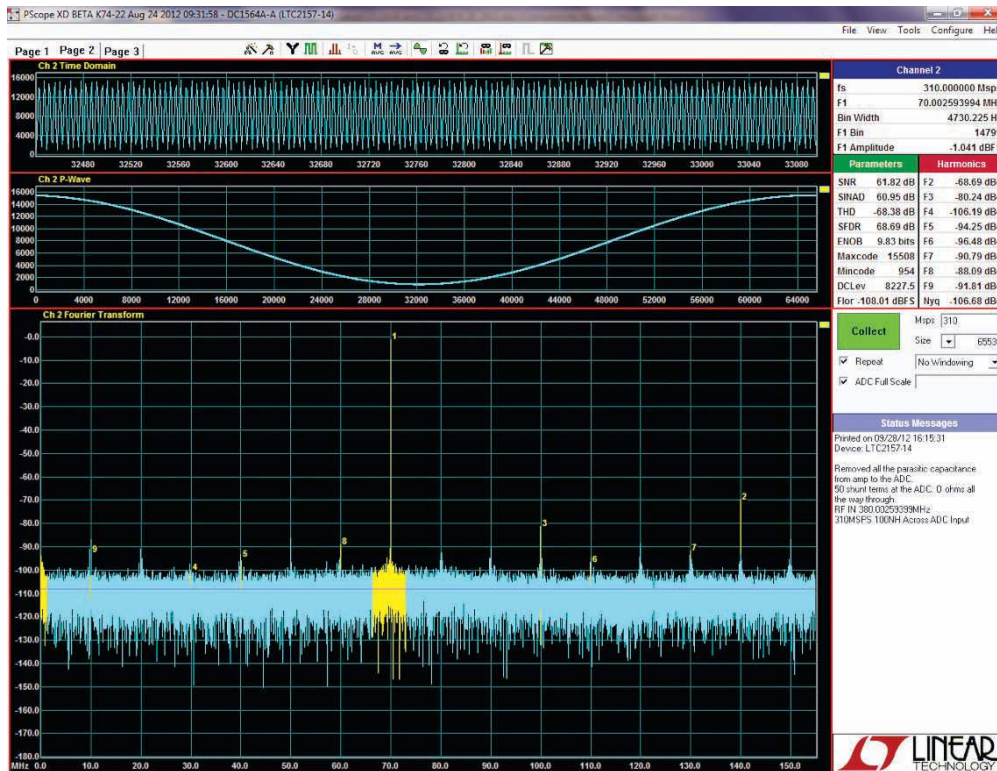 PScope XD BETA K74-22 Aug 24 2012 09:31:58 - DC1564A-A (LTC2157-14)
File View Tools Configure Hel
Page 1 Page 2 Page 3
Ch 2 Time Domain
16000
12000
8000
4000
0
32480 32520 32560 32600 32640 32680 32720 32760 32800 32840 32880 32920 32960 33000 33040 33080
Ch 2 P-Wave
16000
14000
12000
10000
8000
6000
4000
2000
0
0 4000 8000 12000 16000 20000 24000 28000 32000 36000 40000 44000 48000 52000 56000 60000 64000
Ch 2 Fourier Transform
-0.0
-10.0
-20.0
-30.0
-40.0
-50.0
-60.0
-70.0
-80.0
-90.0
-100.0
-110.0
-120.0
-130.0
-140.0
-150.0
-160.0
-170.0
-180.0
1
2
3
9
8
5
4
6
7
MHz 10.0 20.0 30.0 40.0 50.0 60.0 70.0 80.0 90.0 100.0 110.0 120.0 130.0 140.0 150.0
Channel 2
fs 310.000000 Msp
F1 70.002593994 MH
Bin Width 4730.225 H
F1 Bin 1479
F1 Amplitude -1.041 dBF
Parameters Harmonics
SNR 61.82 dB F2 -68.69 dB
SINAD 60.95 dB F3 -80.24 dB
THD -68.38 dB F4 -106.19 dB
SFDR 68.69 dB F5 -94.25 dB
ENOB 9.83 bits F6 -96.48 dB
Maxcode 15508 F7 -90.79 dB
Mincode 954 F8 -88.09 dB
DCLev 8227.5 F9 -91.81 dB
Flor -108.01 dBFS Nyq -106.68 dB
Collect
Msps 310
Size 6553
Repeat
No Windowing
ADC Full Scale
Status Messages
Printed on 09/28/12 16:15:31
Device: LTC2157-14
Removed all the parasitic capacitance
from amp to the ADC.
50 shunt terms at the ADC. 0 ohms all
the way through.
RF IN 380.00259399MHz
310MSPS 100NH Across ADC Input
LINEAR
TECHNOLOGY